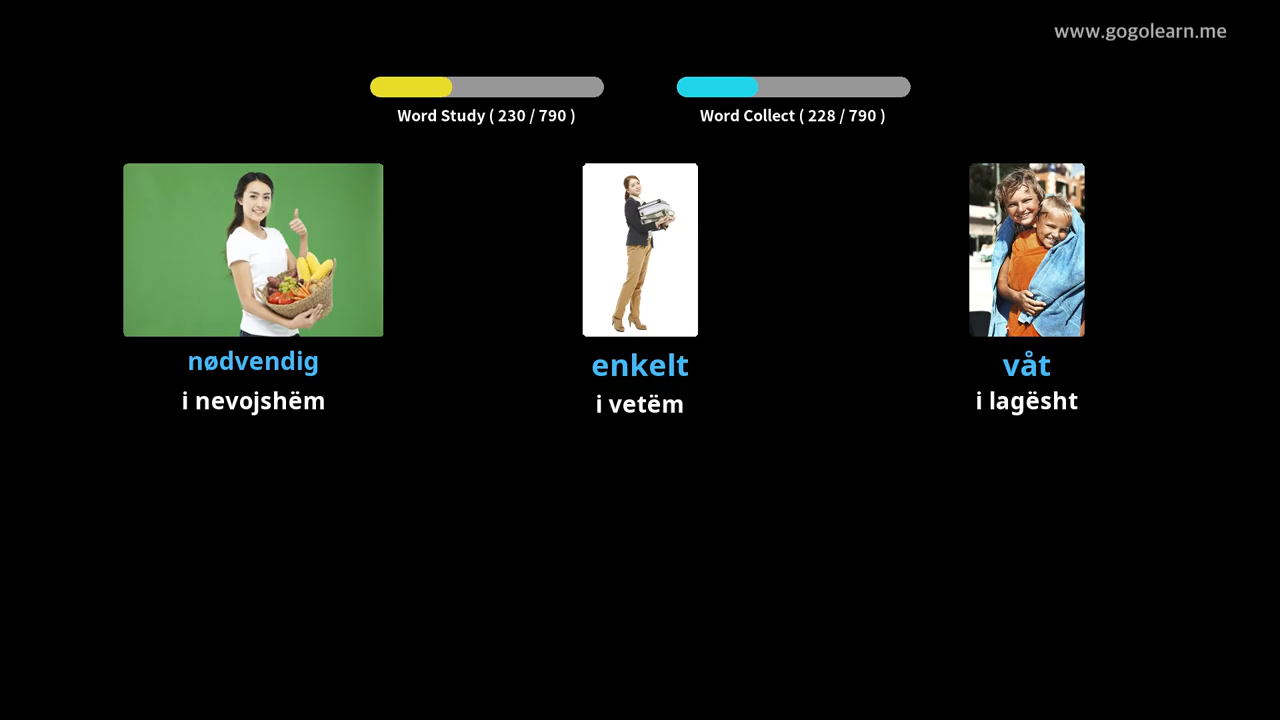 www.gogolearn.me
Word Study ( 230 / 790 )
Word Collect ( 228 / 790 )
nødvendig
i nevojshëm
enkelt
i vetëm
våt
i lagësht